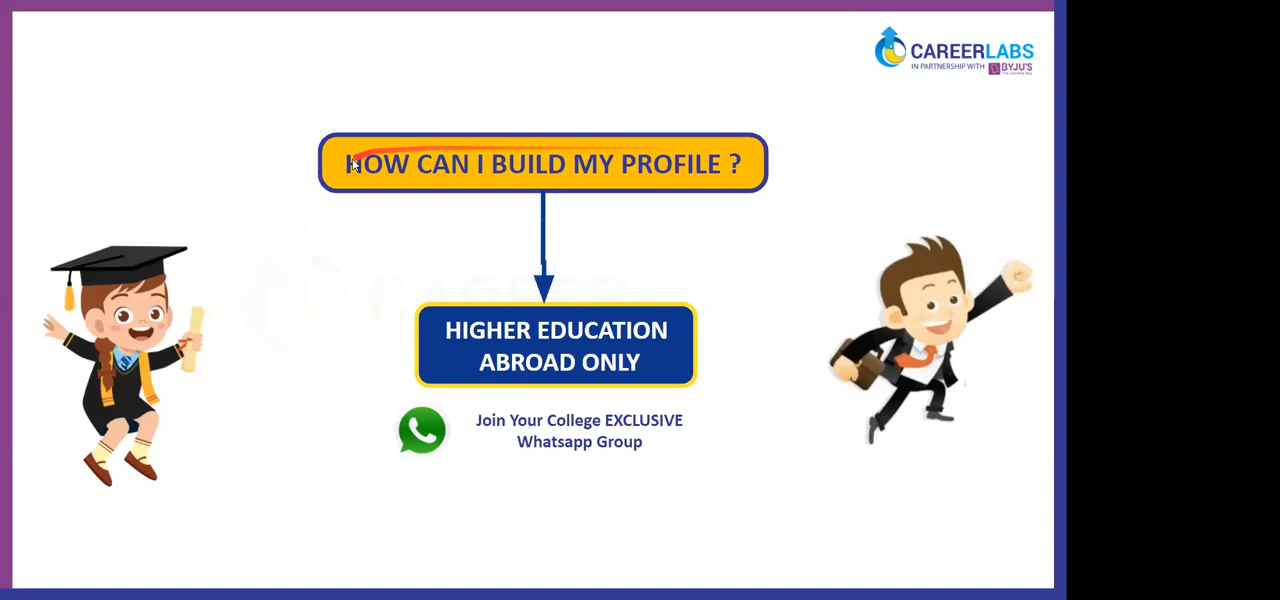 CAREERLABS
IN PARTNERSHIP WITH BYJU'S
HOW CAN I BUILD MY PROFILE ?
HIGHER EDUCATION
ABROAD ONLY
Join Your College EXCLUSIVE
Whatsapp Group